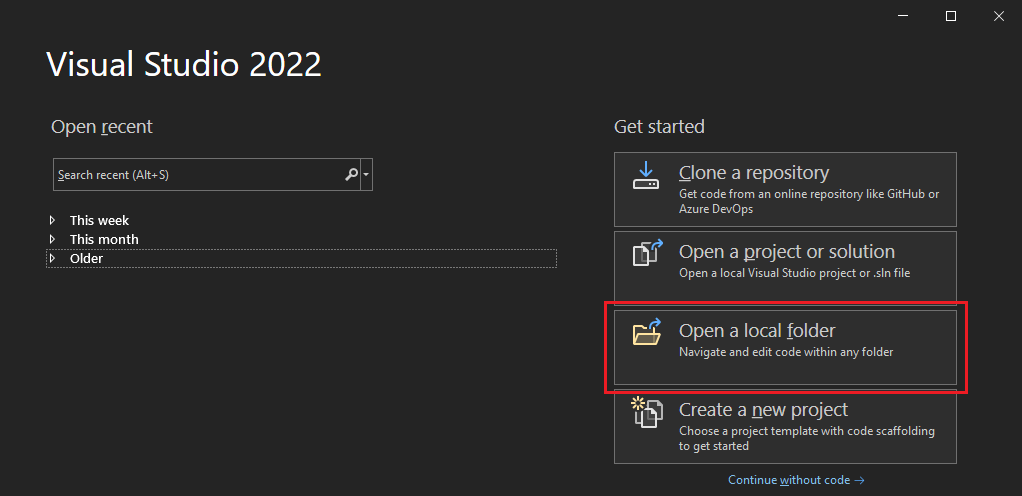 Visual Studio 2022
Open recent
Search recent (Alt+S)
This week
This month
Older
Get started
Clone a repository
Get code from an online repository like GitHub or
Azure DevOps
Open a project or solution
Open a local Visual Studio project or .sln file
Open a local folder
Navigate and edit code within any folder
Create a new project
Choose a project template with code scaffolding
to get started
Continue without code →